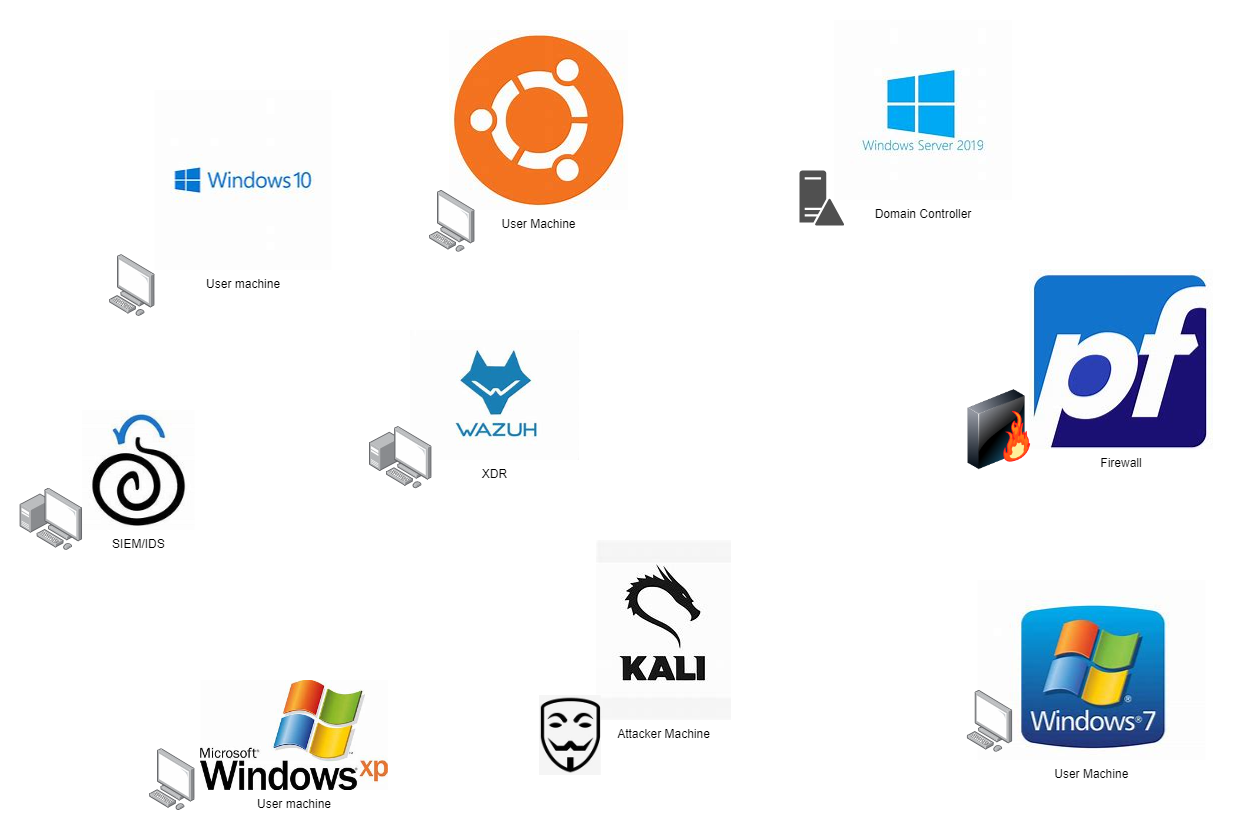 Windows 10
User machine
User Machine
Windows Server 2019
Domain Controller
pf
Firewall
WAZUH
XDR
SIEM/IDS
KALI
Attacker Machine
Microsoft®
Windows xp
User machine
Windows® 7
User Machine